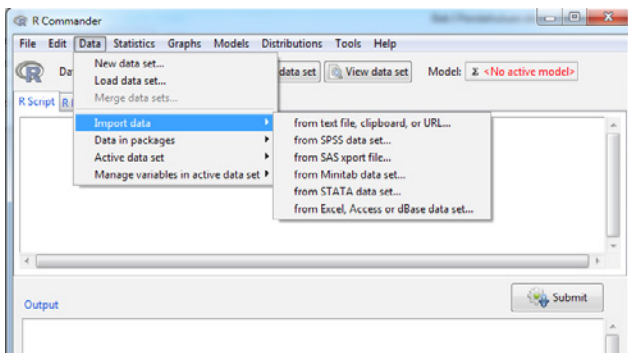 R Commander
File Edit Data Statistics Graphs Models Distributions Tools Help
New data set...
Load data set...
Merge data sets...
Import data
Data in packages
Active data set
Manage variables in active data set
from text file, clipboard, or URL...
from SPSS data set...
from SAS xport file...
from Minitab data set...
from STATA data set...
from Excel, Access or dBase data set...
data set View data set Model: Σ <No active model>
R Script
Submit
Output